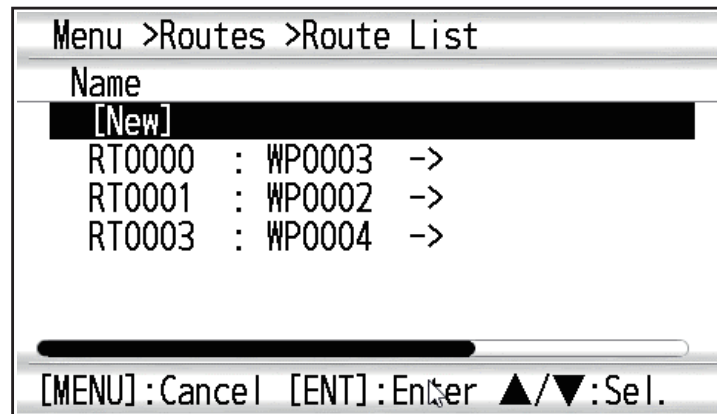 Menu >Routes >Route List
Name
[New]
RT0000 : WP0003 ->
RT0001 : WP0002 ->
RT0003 : WP0004 ->
[MENU]:Cancel [ENT]:Enter ▲/▼:Sel.